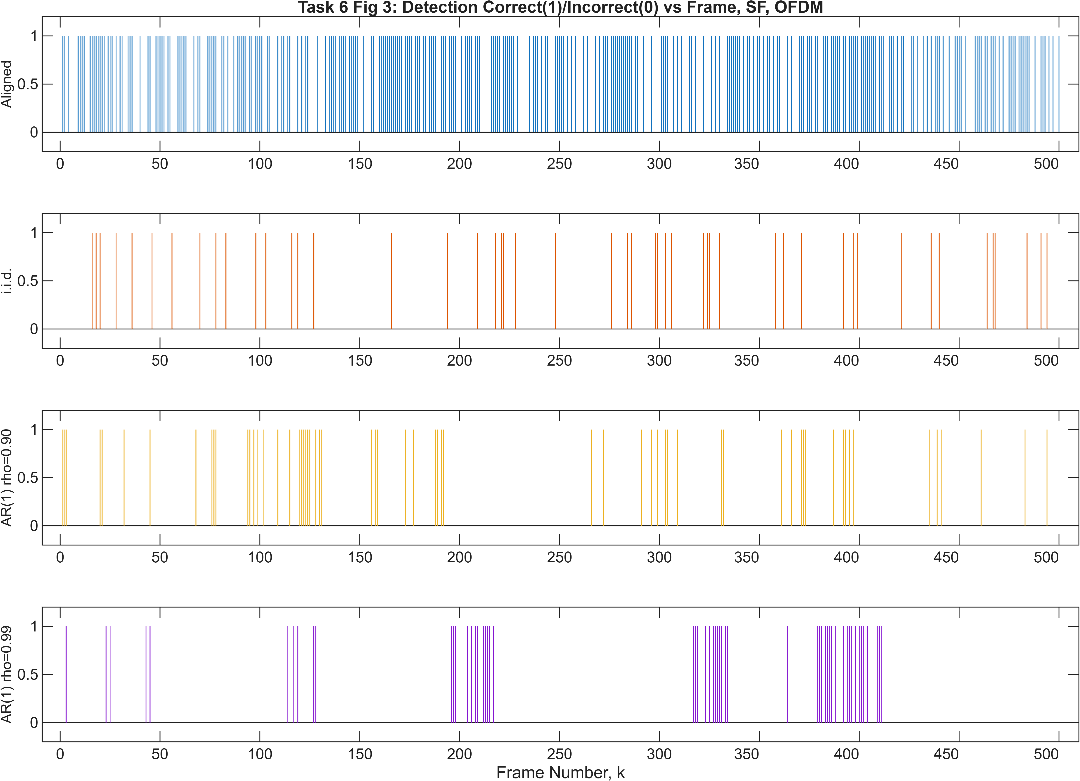 Task 6 Fig 3: Detection Correct(1)/Incorrect(0) vs Frame, SF, OFDM
Aligned
1
0.5
0
0 50 100 150 200 250 300 350 400 450 500
i.i.d.
1
0.5
0
0 50 100 150 200 250 300 350 400 450 500
AR(1) rho=0.90
1
0.5
0
0 50 100 150 200 250 300 350 400 450 500
AR(1) rho=0.99
1
0.5
0
0 50 100 150 200 250 300 350 400 450 500
Frame Number, k